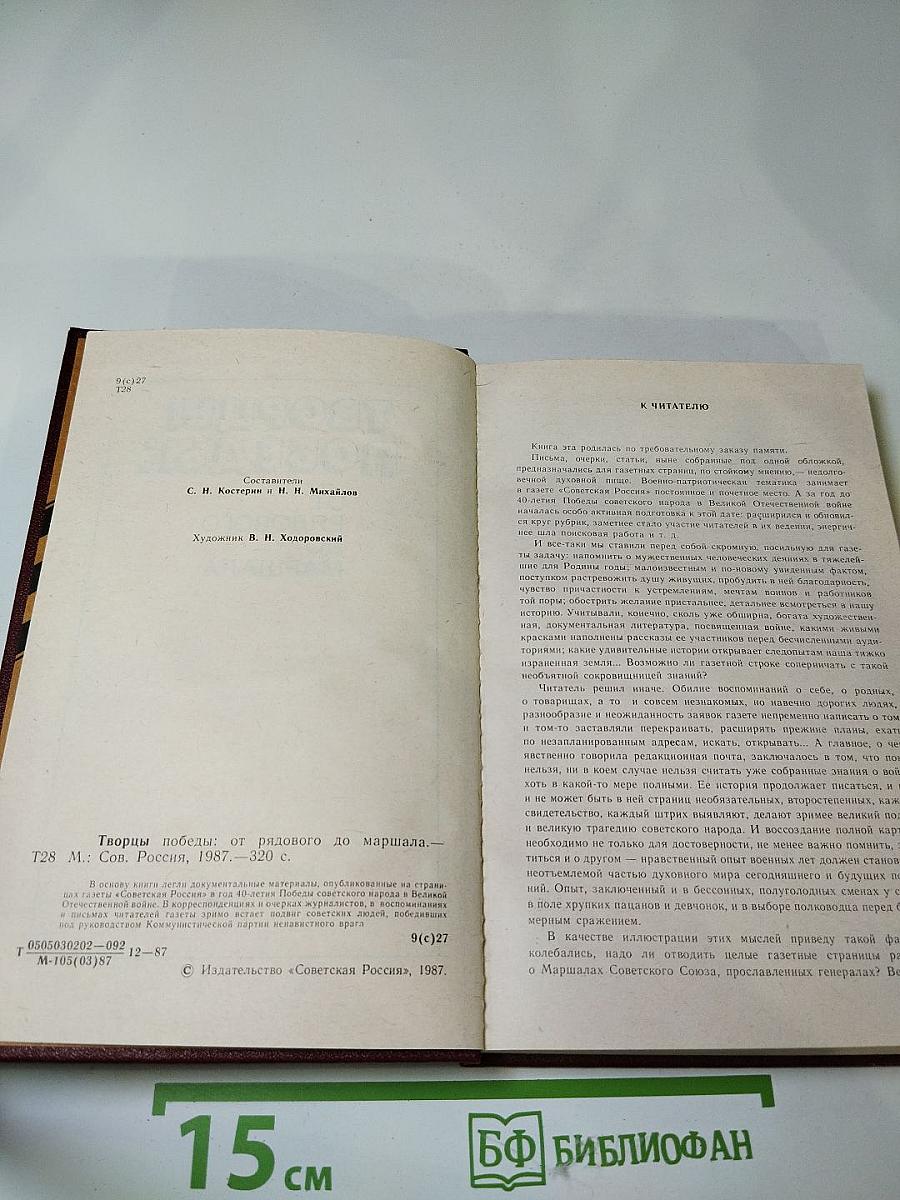 9(с)27
Т28
Составители
С. Н. Костерин и Н. Н. Михайлов
Художник В. Н. Ходоровский
Творцы победы: от рядового до маршала.—
Т28 М.: Сов. Россия, 1987.—320 с.
В основу книги легли документальные материалы, опубликованные на страни-
цах газеты «Советская Россия» в год 40-летия Победы советского народа в Великой
Отечественной войне. В корреспонденциях и очерках журналистов, в воспоминаниях
и письмах читателей газеты зримо встает подвиг советских людей, победивших
под руководством Коммунистической партии ненавистного врага
9(с)27
Т 0505030202—092 12—87
М-105(03)87
© Издательство «Советская Россия», 1987.
К ЧИТАТЕЛЮ
Книга эта родилась по требовательному заказу памяти.
Письма, очерки, статьи, ныне собранные под одной обложкой,
предназначались для газетных страниц, по стойкому мнению,— недолго-
вечной духовной пище. Военно-патриотическая тематика занимает
в газете «Советская Россия» постоянное и почетное место. А за год до
40-летия Победы советского народа в Великой Отечественной войне
началась особо активная подготовка к этой дате: расширился и обновил-
ся круг рубрик, заметнее стало участие читателей в их ведении, энергич-
нее шла поисковая работа и т. д.
И все-таки мы ставили перед собой скромную, посильную для газе-
ты задачу: напомнить о мужественных человеческих деяниях в тяжелей-
шие для Родины годы; малоизвестным и по-новому увиденным фактом,
поступком растревожить душу живущих, пробудить в ней благодарность,
чувство причастности к устремлениям, мечтам воинов и работников
той поры; обострить желание пристальнее, детальнее всмотреться в нашу
историю. Учитывали, конечно, сколь уже обширна, богата художествен-
ная, документальная литература, посвященная войне, какими живыми
красками наполнены рассказы ее участников перед бесчисленными ауди-
ториями; какие удивительные истории открывает следопытам наша тяжко
израненная земля... Возможно ли газетной строке соперничать с такой
необъятной сокровищницей знаний?
Читатель решил иначе. Обилие воспоминаний о себе, о родных,
о товарищах, а то и совсем незнакомых, но навечно дорогих людях,
разнообразие и неожиданность заявок газете непременно написать о том
и том-то заставляли перекраивать, расширять прежние планы, ехать
по незапланированным адресам, искать, открывать... А главное, о че
явственно говорила редакционная почта, заключалось в том, что по
нельзя, ни в коем случае нельзя считать уже собранные знания о вой
хоть в какой-то мере полными. Ее история продолжает писаться, и
и не может быть в ней страниц необязательных, второстепенных, каж
свидетельство, каждый штрих выявляют, делают зримее великий под
и великую трагедию советского народа. И воссоздание полной карт
необходимо не только для достоверности, не менее важно помнить, з
титься и о другом — нравственный опыт военных лет должен станов
неотъемлемой частью духовного мира сегодняшнего и будущих по
ний. Опыт, заключенный и в бессонных, полуголодных сменах у с
в поле хрупких пацанов и девчонок, и в выборе полководца перед б
мерным сражением.
В качестве иллюстрации этих мыслей приведу такой фа
колебались, надо ли отводить целые газетные страницы ра
о Маршалах Советского Союза, прославленных генералах? Ве
15 см
БФ БИБЛИОФАН